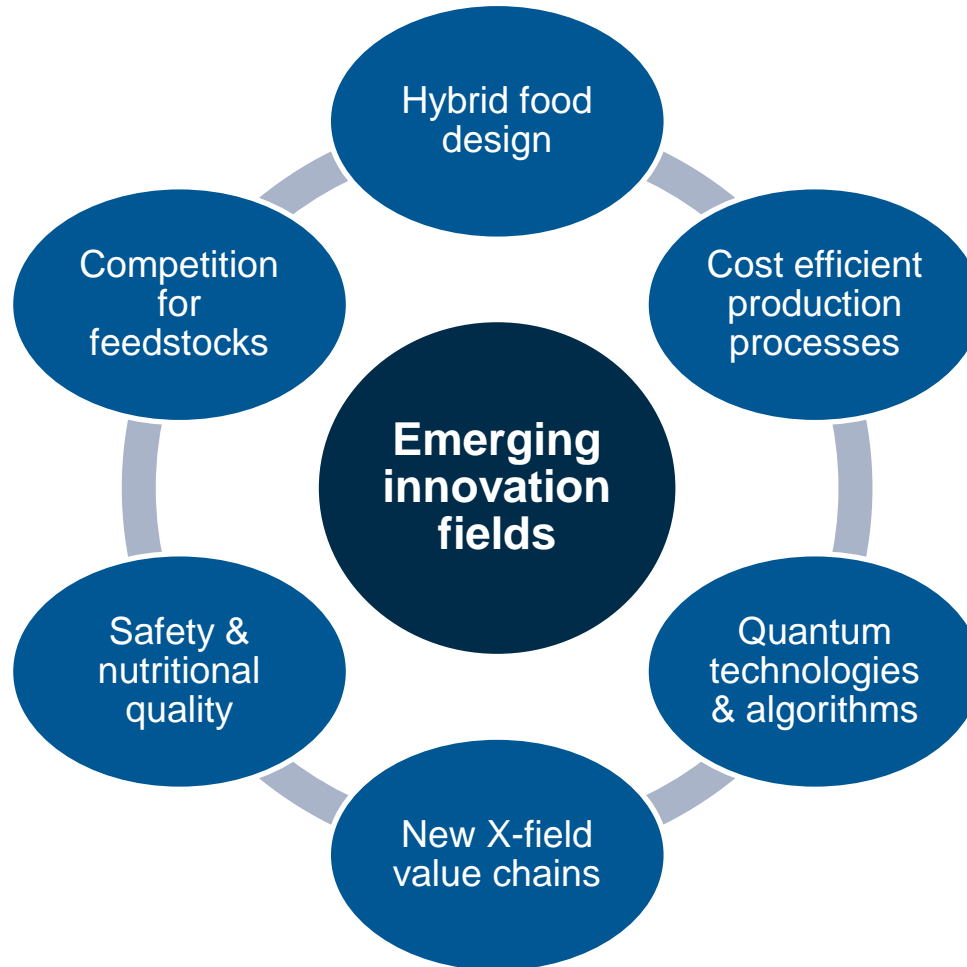 Hybrid food
design
Cost efficient
production
processes
Quantum
technologies
& algorithms
New X-field
value chains
Safety &
nutritional
quality
Competition
for
feedstocks
Emerging
innovation
fields